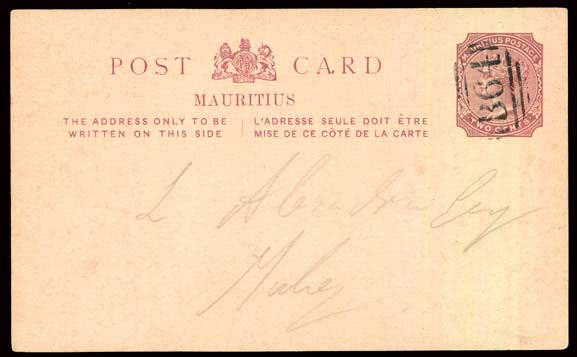 POST CARD
MAURITIUS
THE ADDRESS ONLY TO BE
WRITTEN ON THIS SIDE
L'ADRESSE SEULE DOIT ÊTRE
MISE DE CE CÔTÉ DE LA CARTE
MAURITIUS POSTAGE
TWO CENTS
B64
L
Mahé